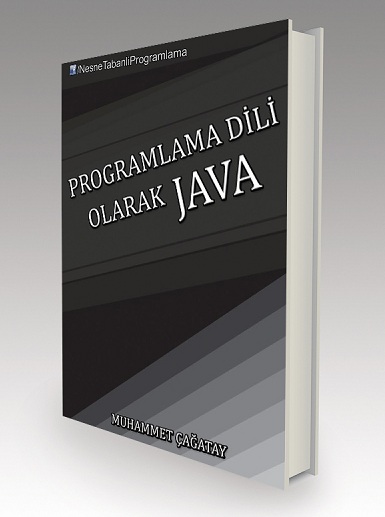 /NesneTabanliProgramlama
PROGRAMLAMA DİLİ
OLARAK JAVA
MUHAMMET ÇAĞATAY